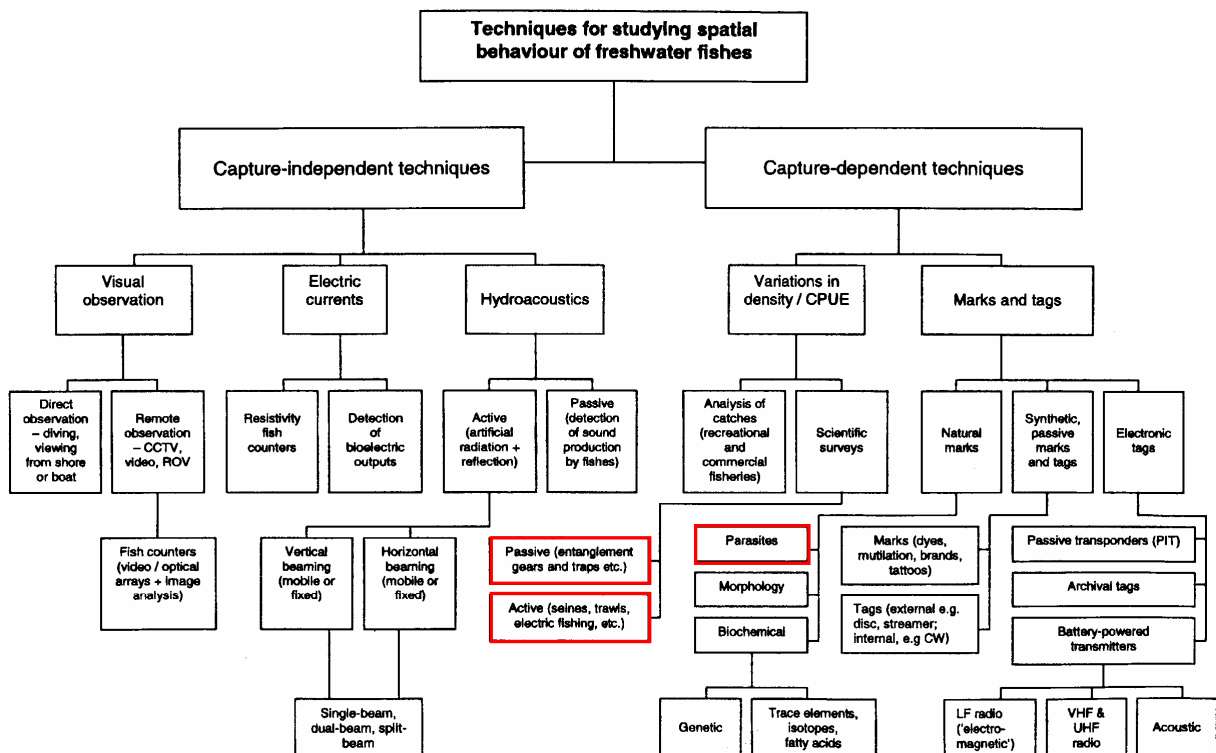 Techniques for studying spatial
behaviour of freshwater fishes
Capture-independent techniques
Capture-dependent techniques
Visual
observation
Electric
currents
Hydroacoustics
Variations in
density / CPUE
Marks and tags
Direct
observation
– diving,
viewing
from shore
or boat
Remote
observation
– CCTV,
video, ROV
Resistivity
fish
counters
Detection
of
bioelectric
outputs
Active
(artificial
radiation +
reflection)
Passive
(detection
of sound
production
by fishes)
Analysis of
catches
(recreational
and
commercial
fisheries)
Scientific
surveys
Natural
marks
Synthetic,
passive
marks
and tags
Electronic
tags
Fish counters
(video / optical
arrays + image
analysis)
Vertical
beaming
(mobile or
fixed)
Horizontal
beaming
(mobile or
fixed)
Passive (entanglement
gears and traps etc.)
Active (seines, trawls,
electric fishing, etc.)
Parasites
Morphology
Biochemical
Marks (dyes,
mutilation, brands,
tattoos)
Tags (external e.g.
disc, streamer;
internal, e.g CW)
Passive transponders (PIT)
Archival tags
Battery-powered
transmitters
Single-beam,
dual-beam, split-
beam
Genetic
Trace elements,
isotopes,
fatty acids
LF radio
('electro-
magnetic')
VHF &
UHF
radio
Acoustic